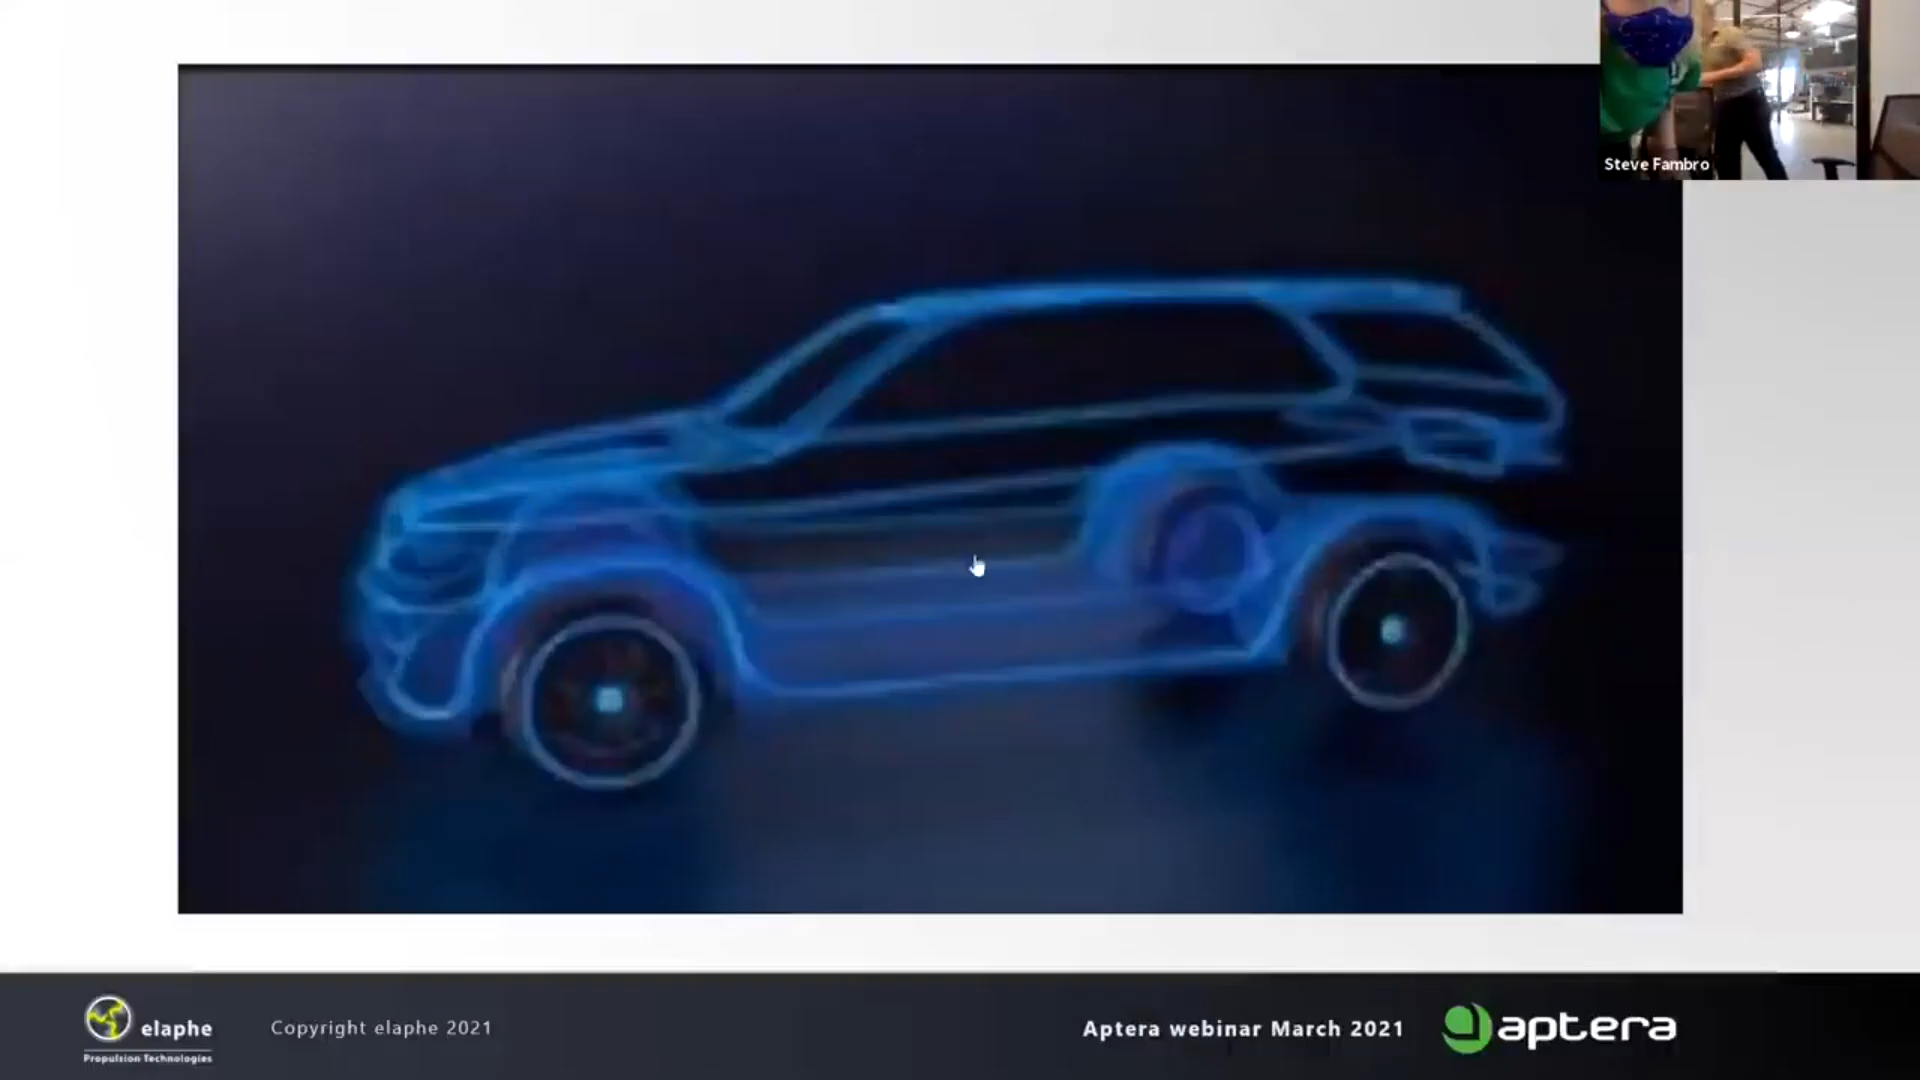 Steve Fambro
elaphe
Propulsion Technologies
Copyright elaphe 2021
Aptera webinar March 2021
aptera